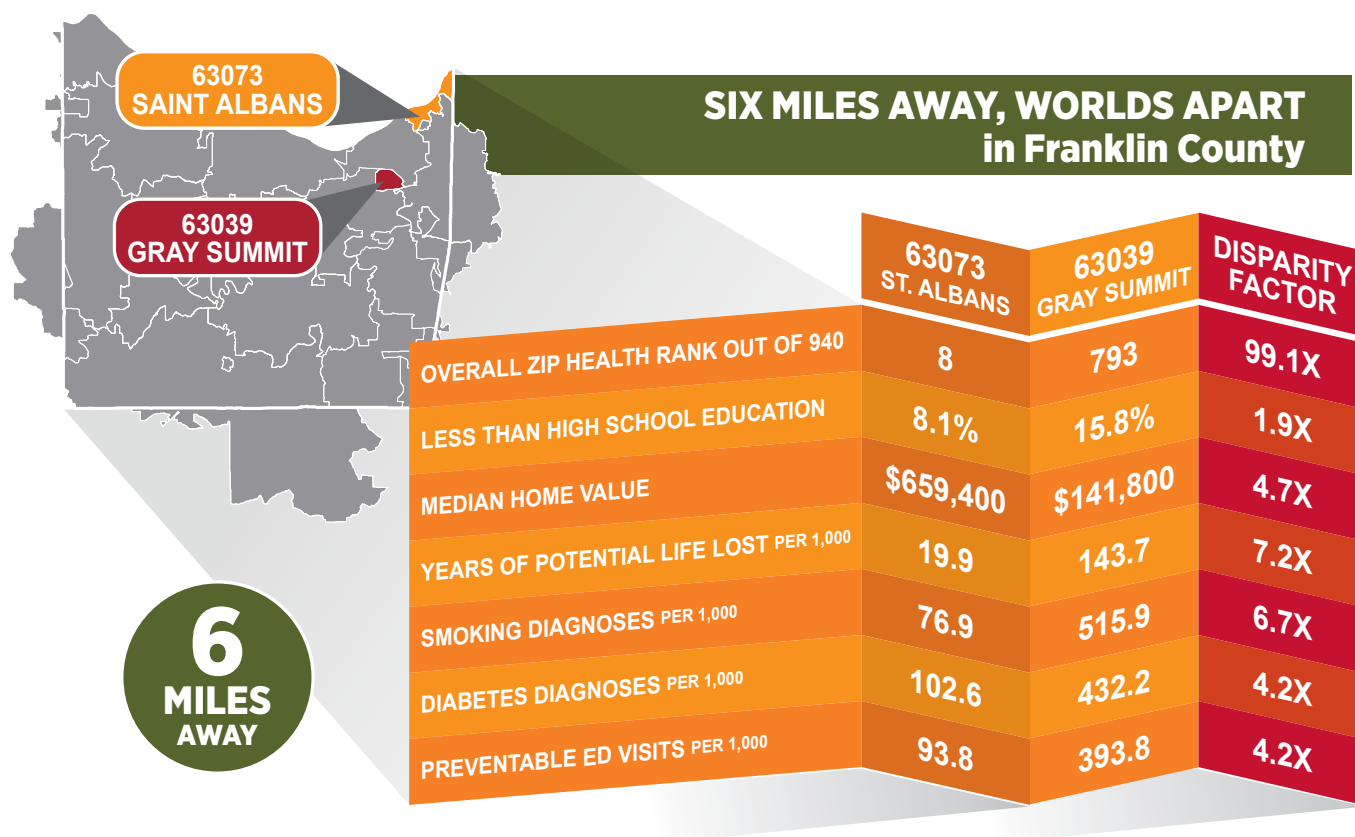 63073
SAINT ALBANS
63039
GRAY SUMMIT
SIX MILES AWAY, WORLDS APART
in Franklin County
63073
ST. ALBANS
63039
GRAY SUMMIT
DISPARITY
FACTOR
OVERALL ZIP HEALTH RANK OUT OF 940 8 793 99.1X
LESS THAN HIGH SCHOOL EDUCATION 8.1% 15.8% 1.9X
MEDIAN HOME VALUE $659,400 $141,800 4.7X
YEARS OF POTENTIAL LIFE LOST PER 1,000 19.9 143.7 7.2X
SMOKING DIAGNOSES PER 1,000 76.9 515.9 6.7X
DIABETES DIAGNOSES PER 1,000 102.6 432.2 4.2X
PREVENTABLE ED VISITS PER 1,000 93.8 393.8 4.2X
6
MILES
AWAY